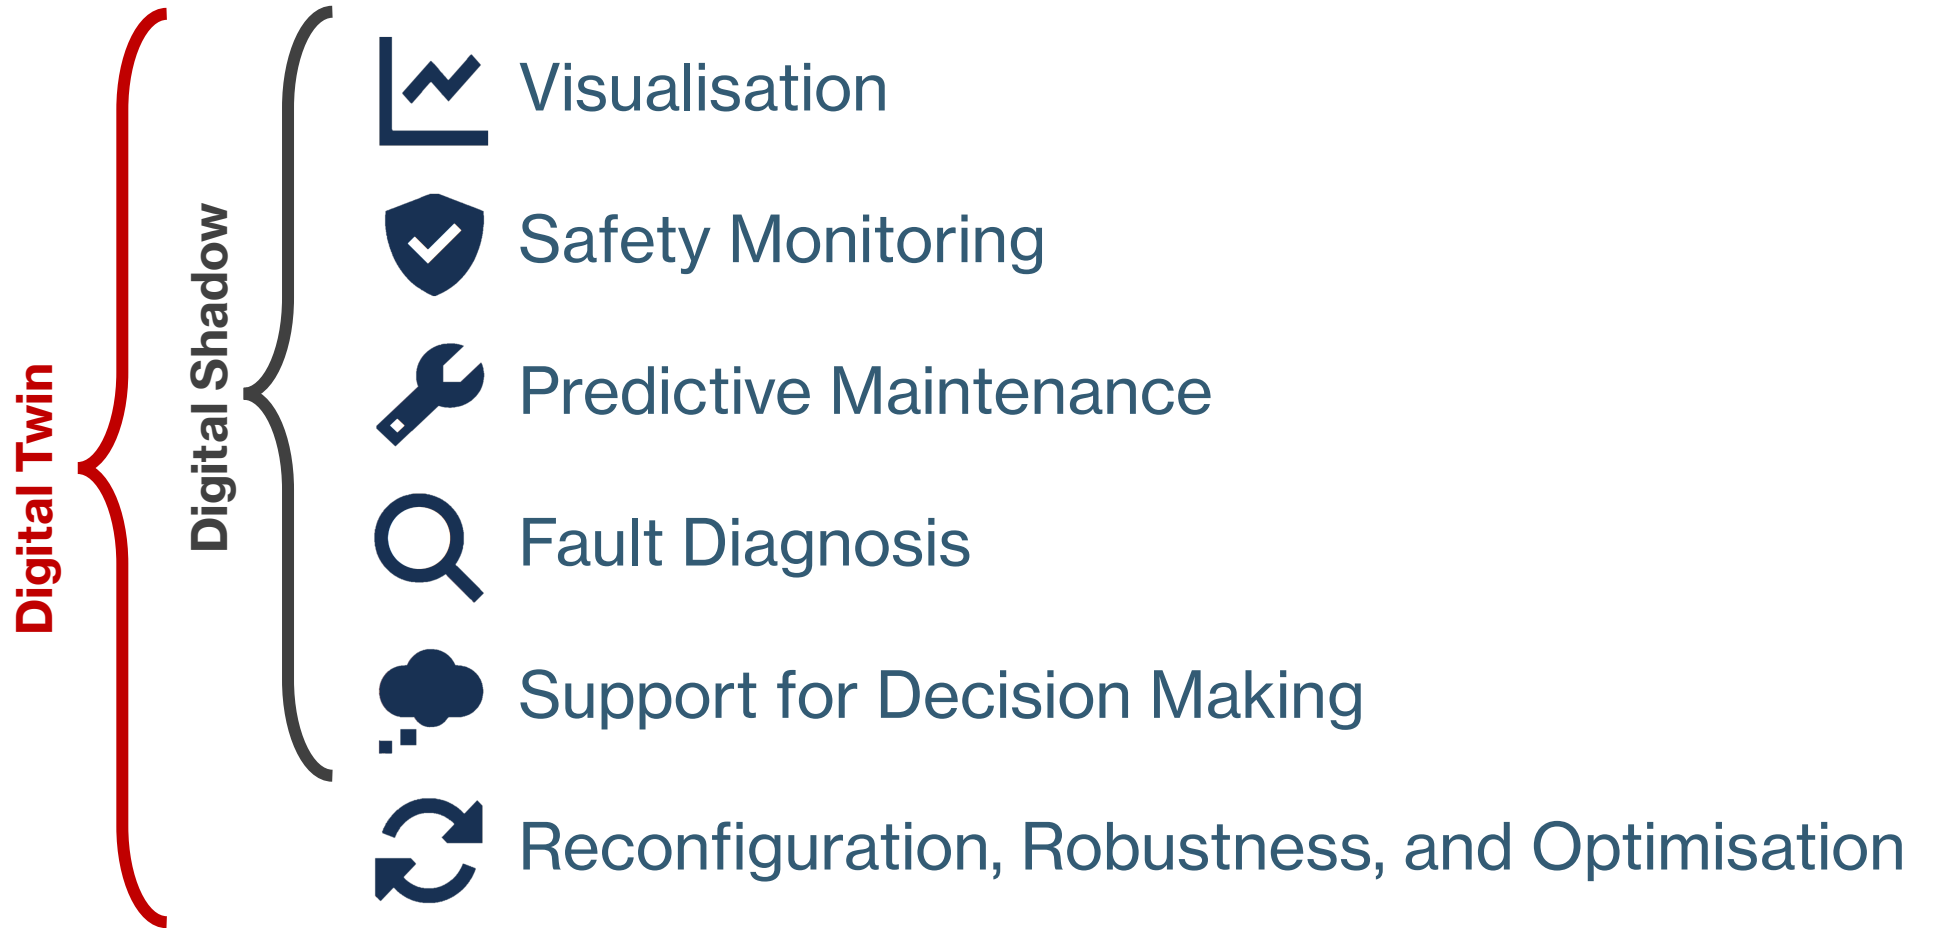 Digital Twin
Digital Shadow
Visualisation
Safety Monitoring
Predictive Maintenance
Fault Diagnosis
Support for Decision Making
Reconfiguration, Robustness, and Optimisation